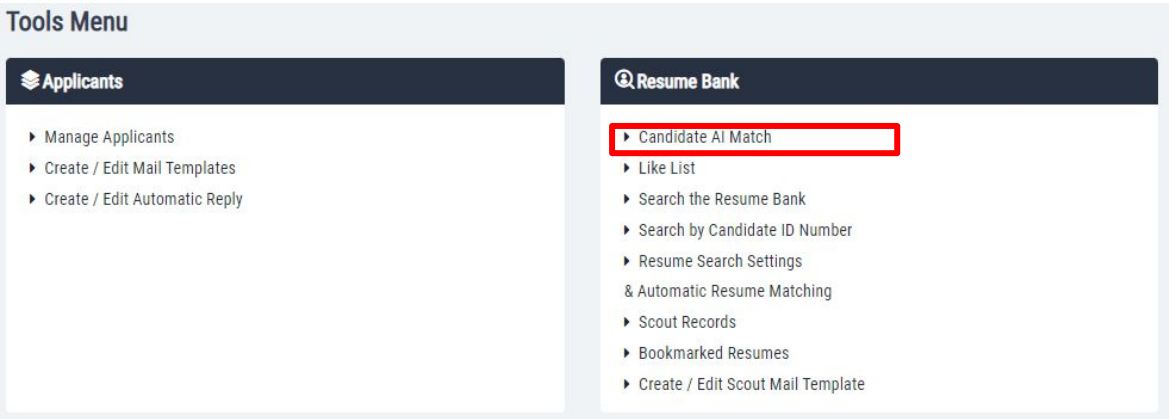 Tools Menu
Applicants
Manage Applicants
Create / Edit Mail Templates
Create / Edit Automatic Reply
Resume Bank
Candidate AI Match
Like List
Search the Resume Bank
Search by Candidate ID Number
Resume Search Settings
& Automatic Resume Matching
Scout Records
Bookmarked Resumes
Create / Edit Scout Mail Template